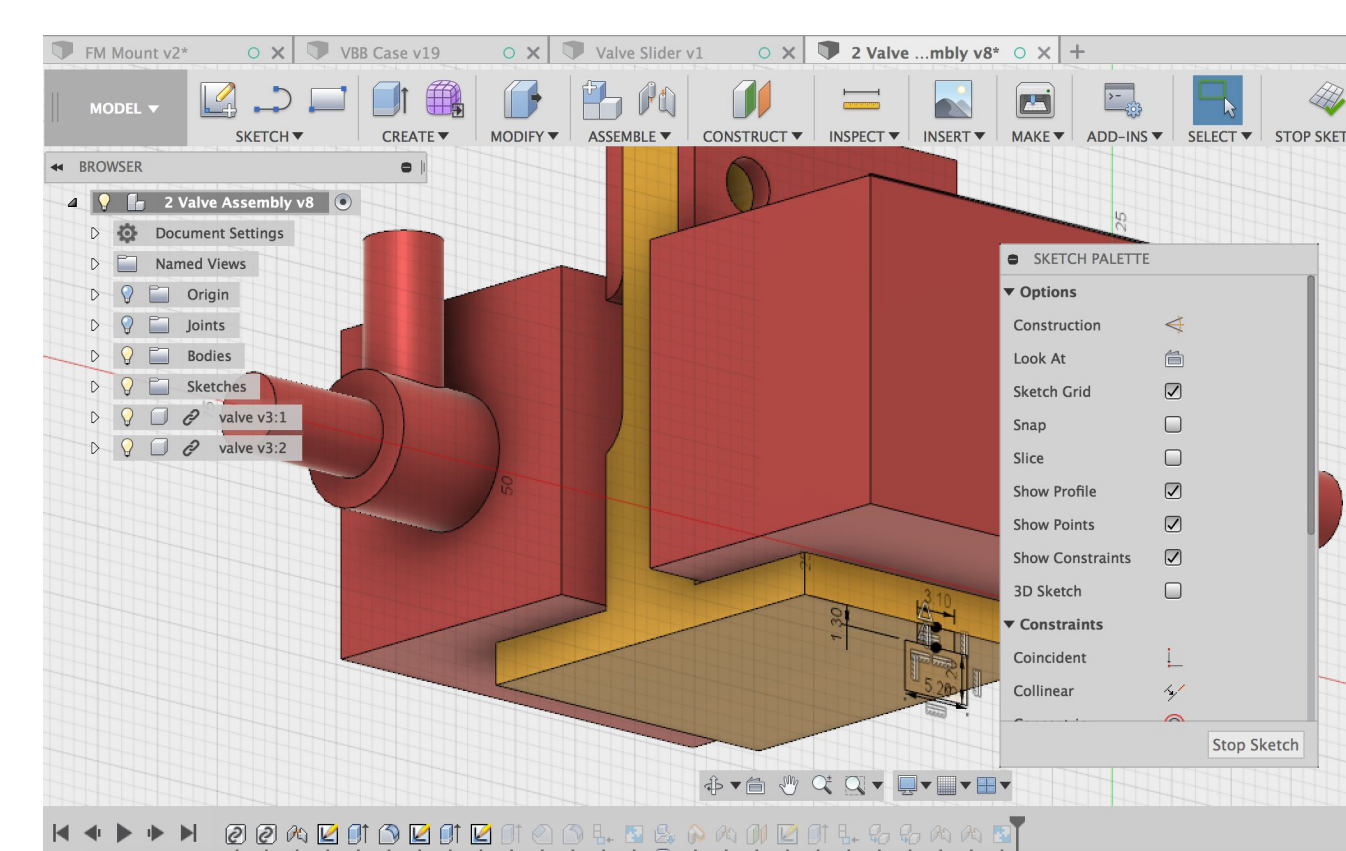 FM Mount v2*
VBB Case v19
Valve Slider v1
2 Valve ...mbly v8*
MODEL
SKETCH
CREATE
MODIFY
ASSEMBLE
CONSTRUCT
INSPECT
INSERT
MAKE
ADD-INS
SELECT
STOP SKET
BROWSER
2 Valve Assembly v8
Document Settings
Named Views
Origin
Joints
Bodies
Sketches
valve v3:1
valve v3:2
25
50
3.10
1.30
5.20
SKETCH PALETTE
Options
Construction
Look At
Sketch Grid
Snap
Slice
Show Profile
Show Points
Show Constraints
3D Sketch
Constraints
Coincident
Collinear
Stop Sketch